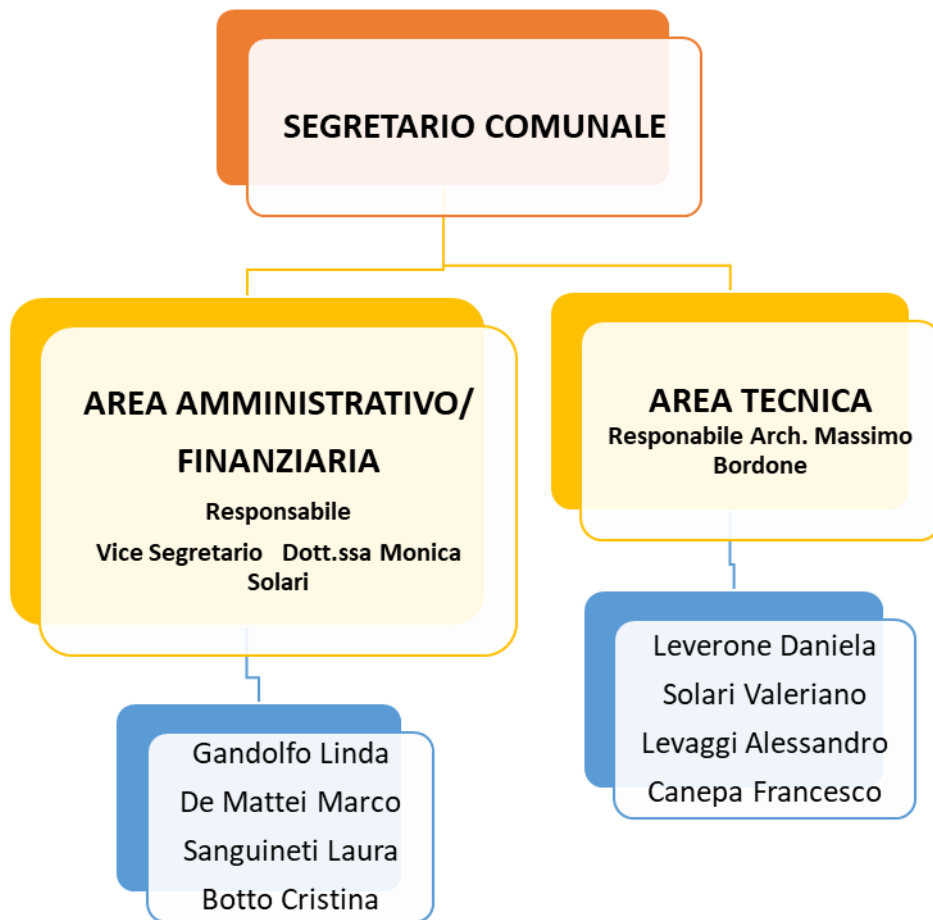 SEGRETARIO COMUNALE
AREA AMMINISTRATIVO/
FINANZIARIA
Responsabile
Vice Segretario Dott.ssa Monica
Solari
AREA TECNICA
Responabile Arch. Massimo
Bordone
Gandolfo Linda
De Mattei Marco
Sanguineti Laura
Botto Cristina
Leverone Daniela
Solari Valeriano
Levaggi Alessandro
Canepa Francesco